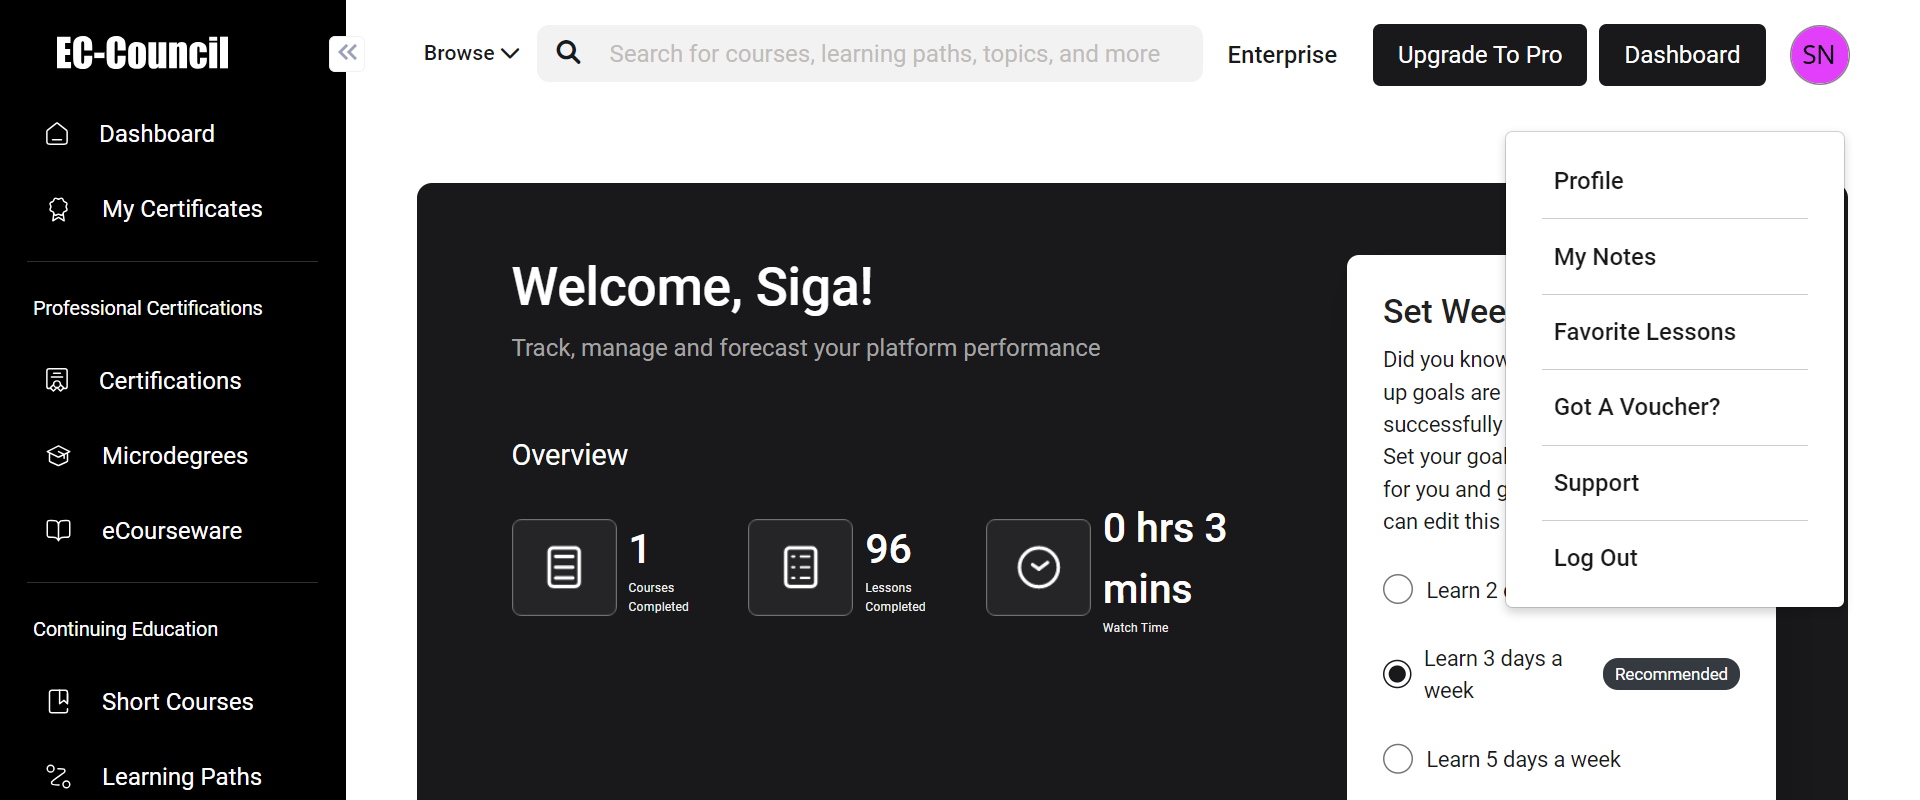 EC-Council
Dashboard
My Certificates
Professional Certifications
Certifications
Microdegrees
eCourseware
Continuing Education
Short Courses
Learning Paths
Browse
Search for courses, learning paths, topics, and more
Enterprise
Upgrade To Pro
Dashboard
SN
Profile
My Notes
Favorite Lessons
Got A Voucher?
Support
Log Out
Welcome, Siga!
Track, manage and forecast your platform performance
Overview
1
Courses
Completed
96
Lessons
Completed
0 hrs 3
mins
Watch Time
Set
Did you know
up goals are
successfully
Set your
for you and
can edit this
Learn 2
Learn 3 days a
week
Recommended
Learn 5 days a week